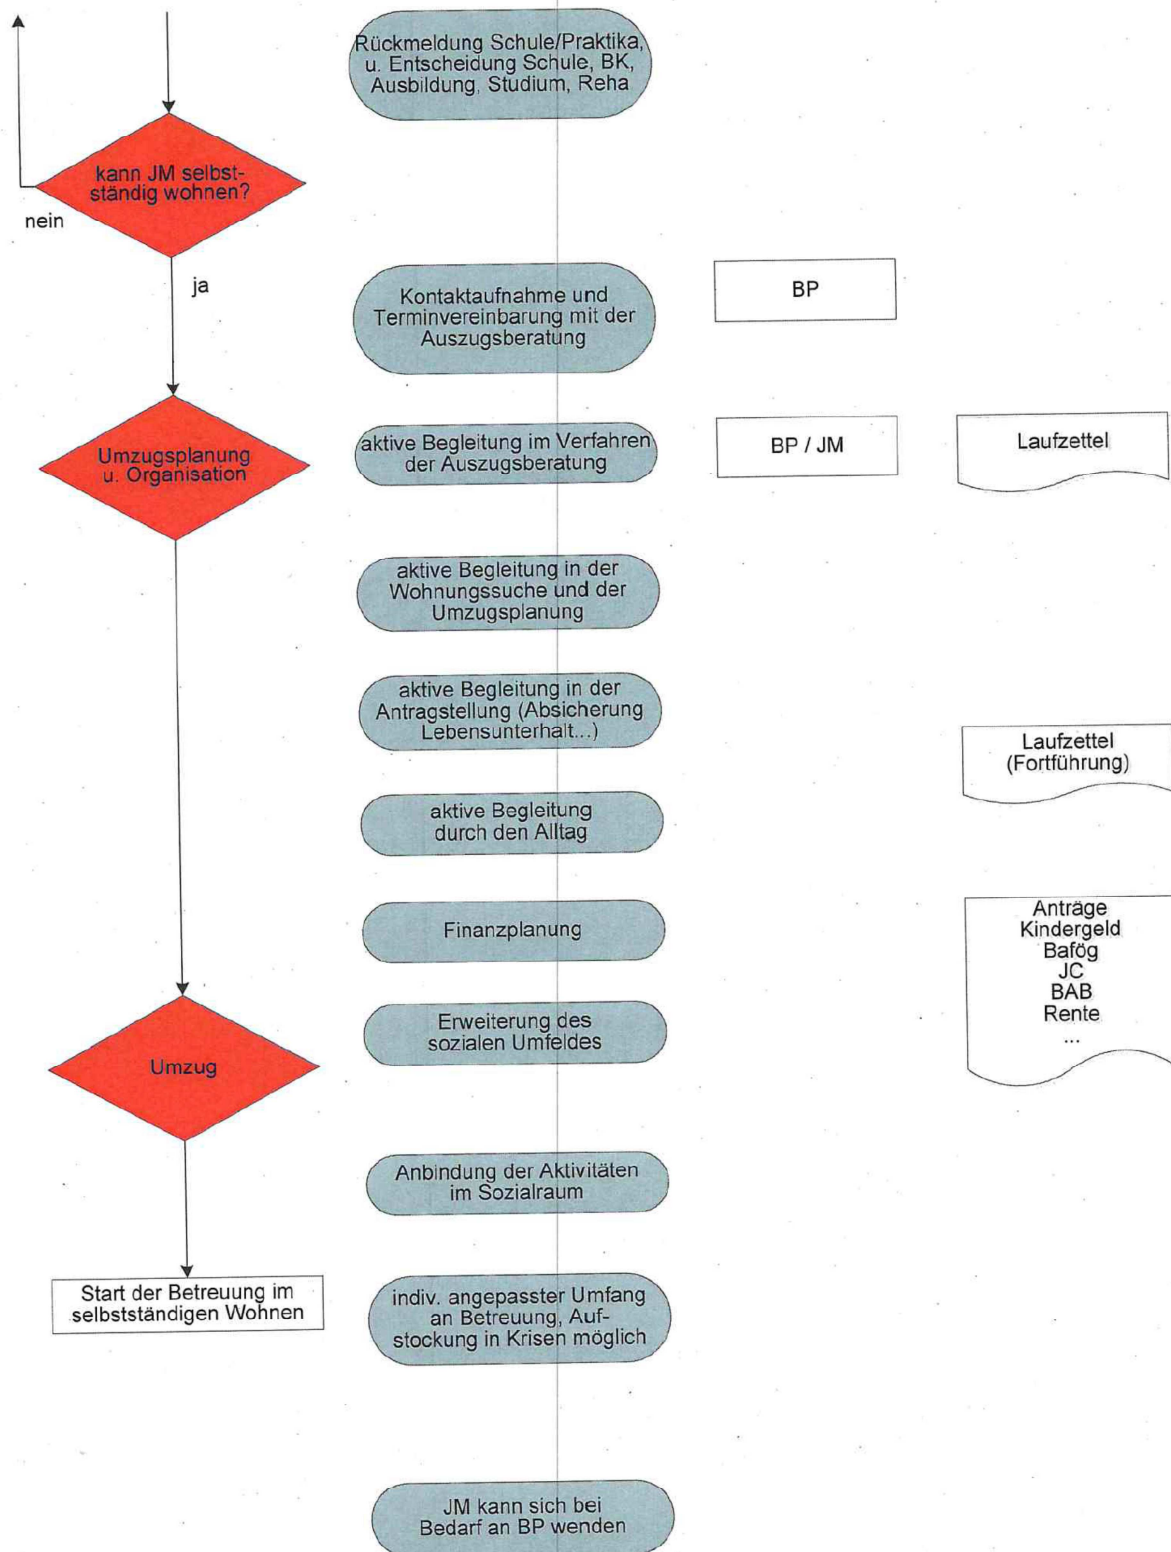 Rückmeldung Schule/Praktika,
u. Entscheidung Schule, BK,
Ausbildung, Studium, Reha
kann JM selbst-
ständig wohnen?
nein
ja
Kontaktaufnahme und
Terminvereinbarung mit der
Auszugsberatung
BP
Umzugsplanung
u. Organisation
aktive Begleitung im Verfahren
der Auszugsberatung
BP / JM
Laufzettel
aktive Begleitung in der
Wohnungssuche und der
Umzugsplanung
aktive Begleitung in der
Antragstellung (Absicherung
Lebensunterhalt...)
Laufzettel
(Fortführung)
aktive Begleitung
durch den Alltag
Finanzplanung
Anträge
Kindergeld
Bafög
JC
BAB
Rente
...
Erweiterung des
sozialen Umfeldes
Umzug
Anbindung der Aktivitäten
im Sozialraum
Start der Betreuung im
selbstständigen Wohnen
indiv. angepasster Umfang
an Betreuung, Auf-
stockung in Krisen möglich
JM kann sich bei
Bedarf an BP wenden